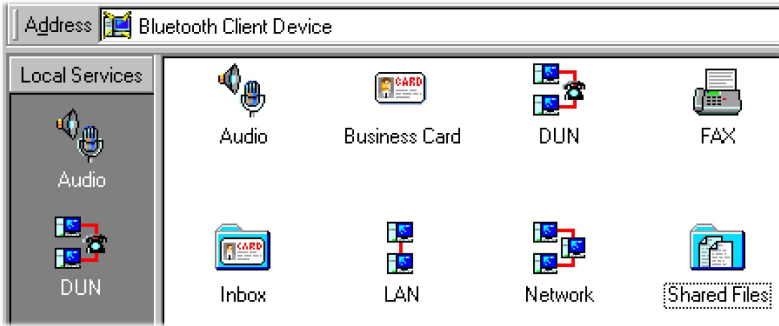 Address Bluetooth Client Device
Local Services
Audio
DUN
Audio Business Card DUN FAX
Inbox LAN Network Shared Files
CARD
CARD